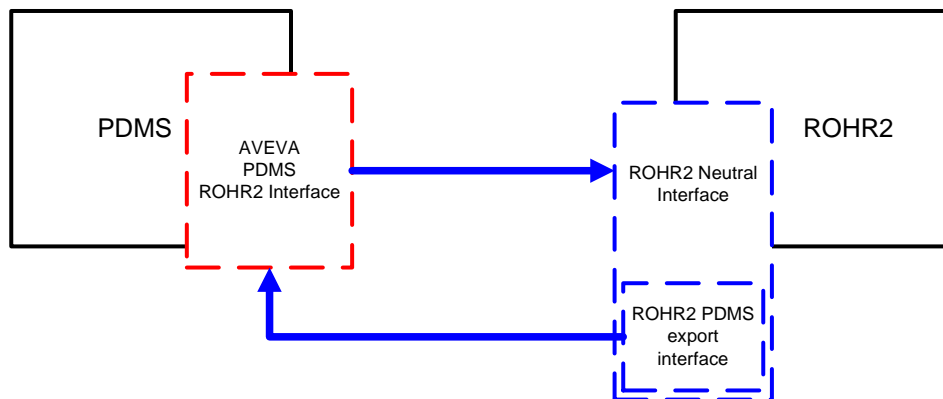 PDMS
AVEVA
PDMS
ROHR2 Interface
ROHR2 Neutral
Interface
ROHR2
ROHR2 PDMS
export
interface